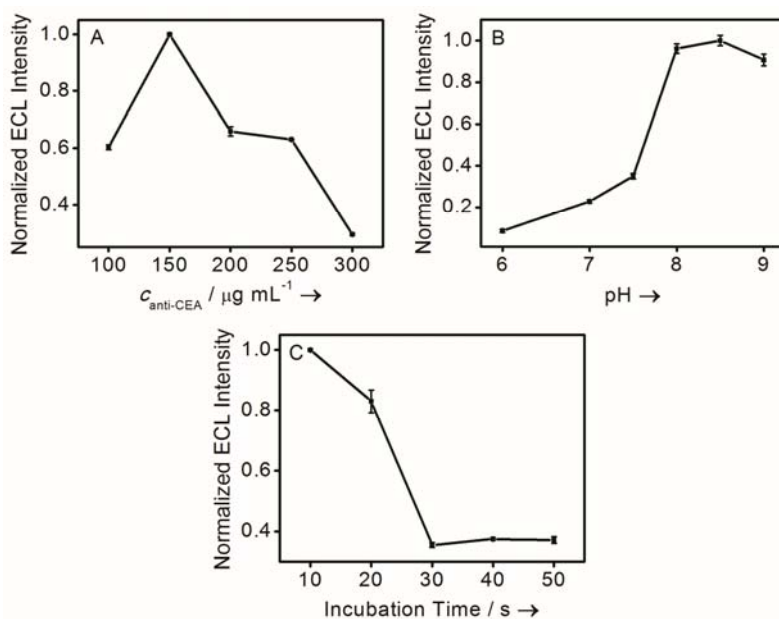 A
Normalized ECL Intensity
1.0
0.8
0.6
0.4
100 150 200 250 300
c anti-CEA / μg mL⁻¹ →
B
Normalized ECL Intensity
1.0
0.8
0.6
0.4
0.2
6 7 8 9
pH →
C
Normalized ECL Intensity
1.0
0.8
0.6
0.4
10 20 30 40 50
Incubation Time / s →